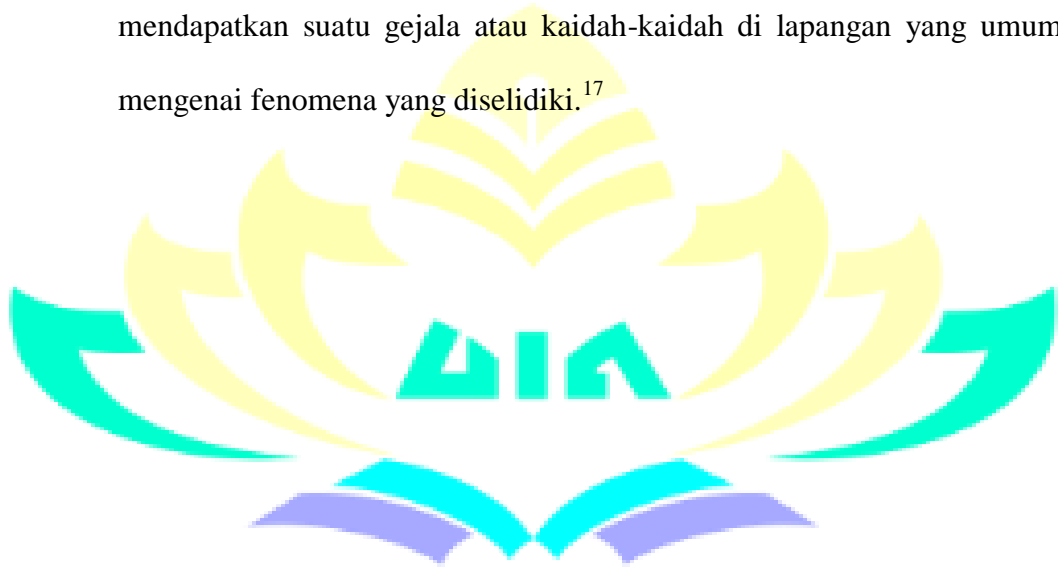 mendapatkan suatu gejala atau kaidah-kaidah di lapangan yang umum
mengenai fenomena yang diselidiki.17